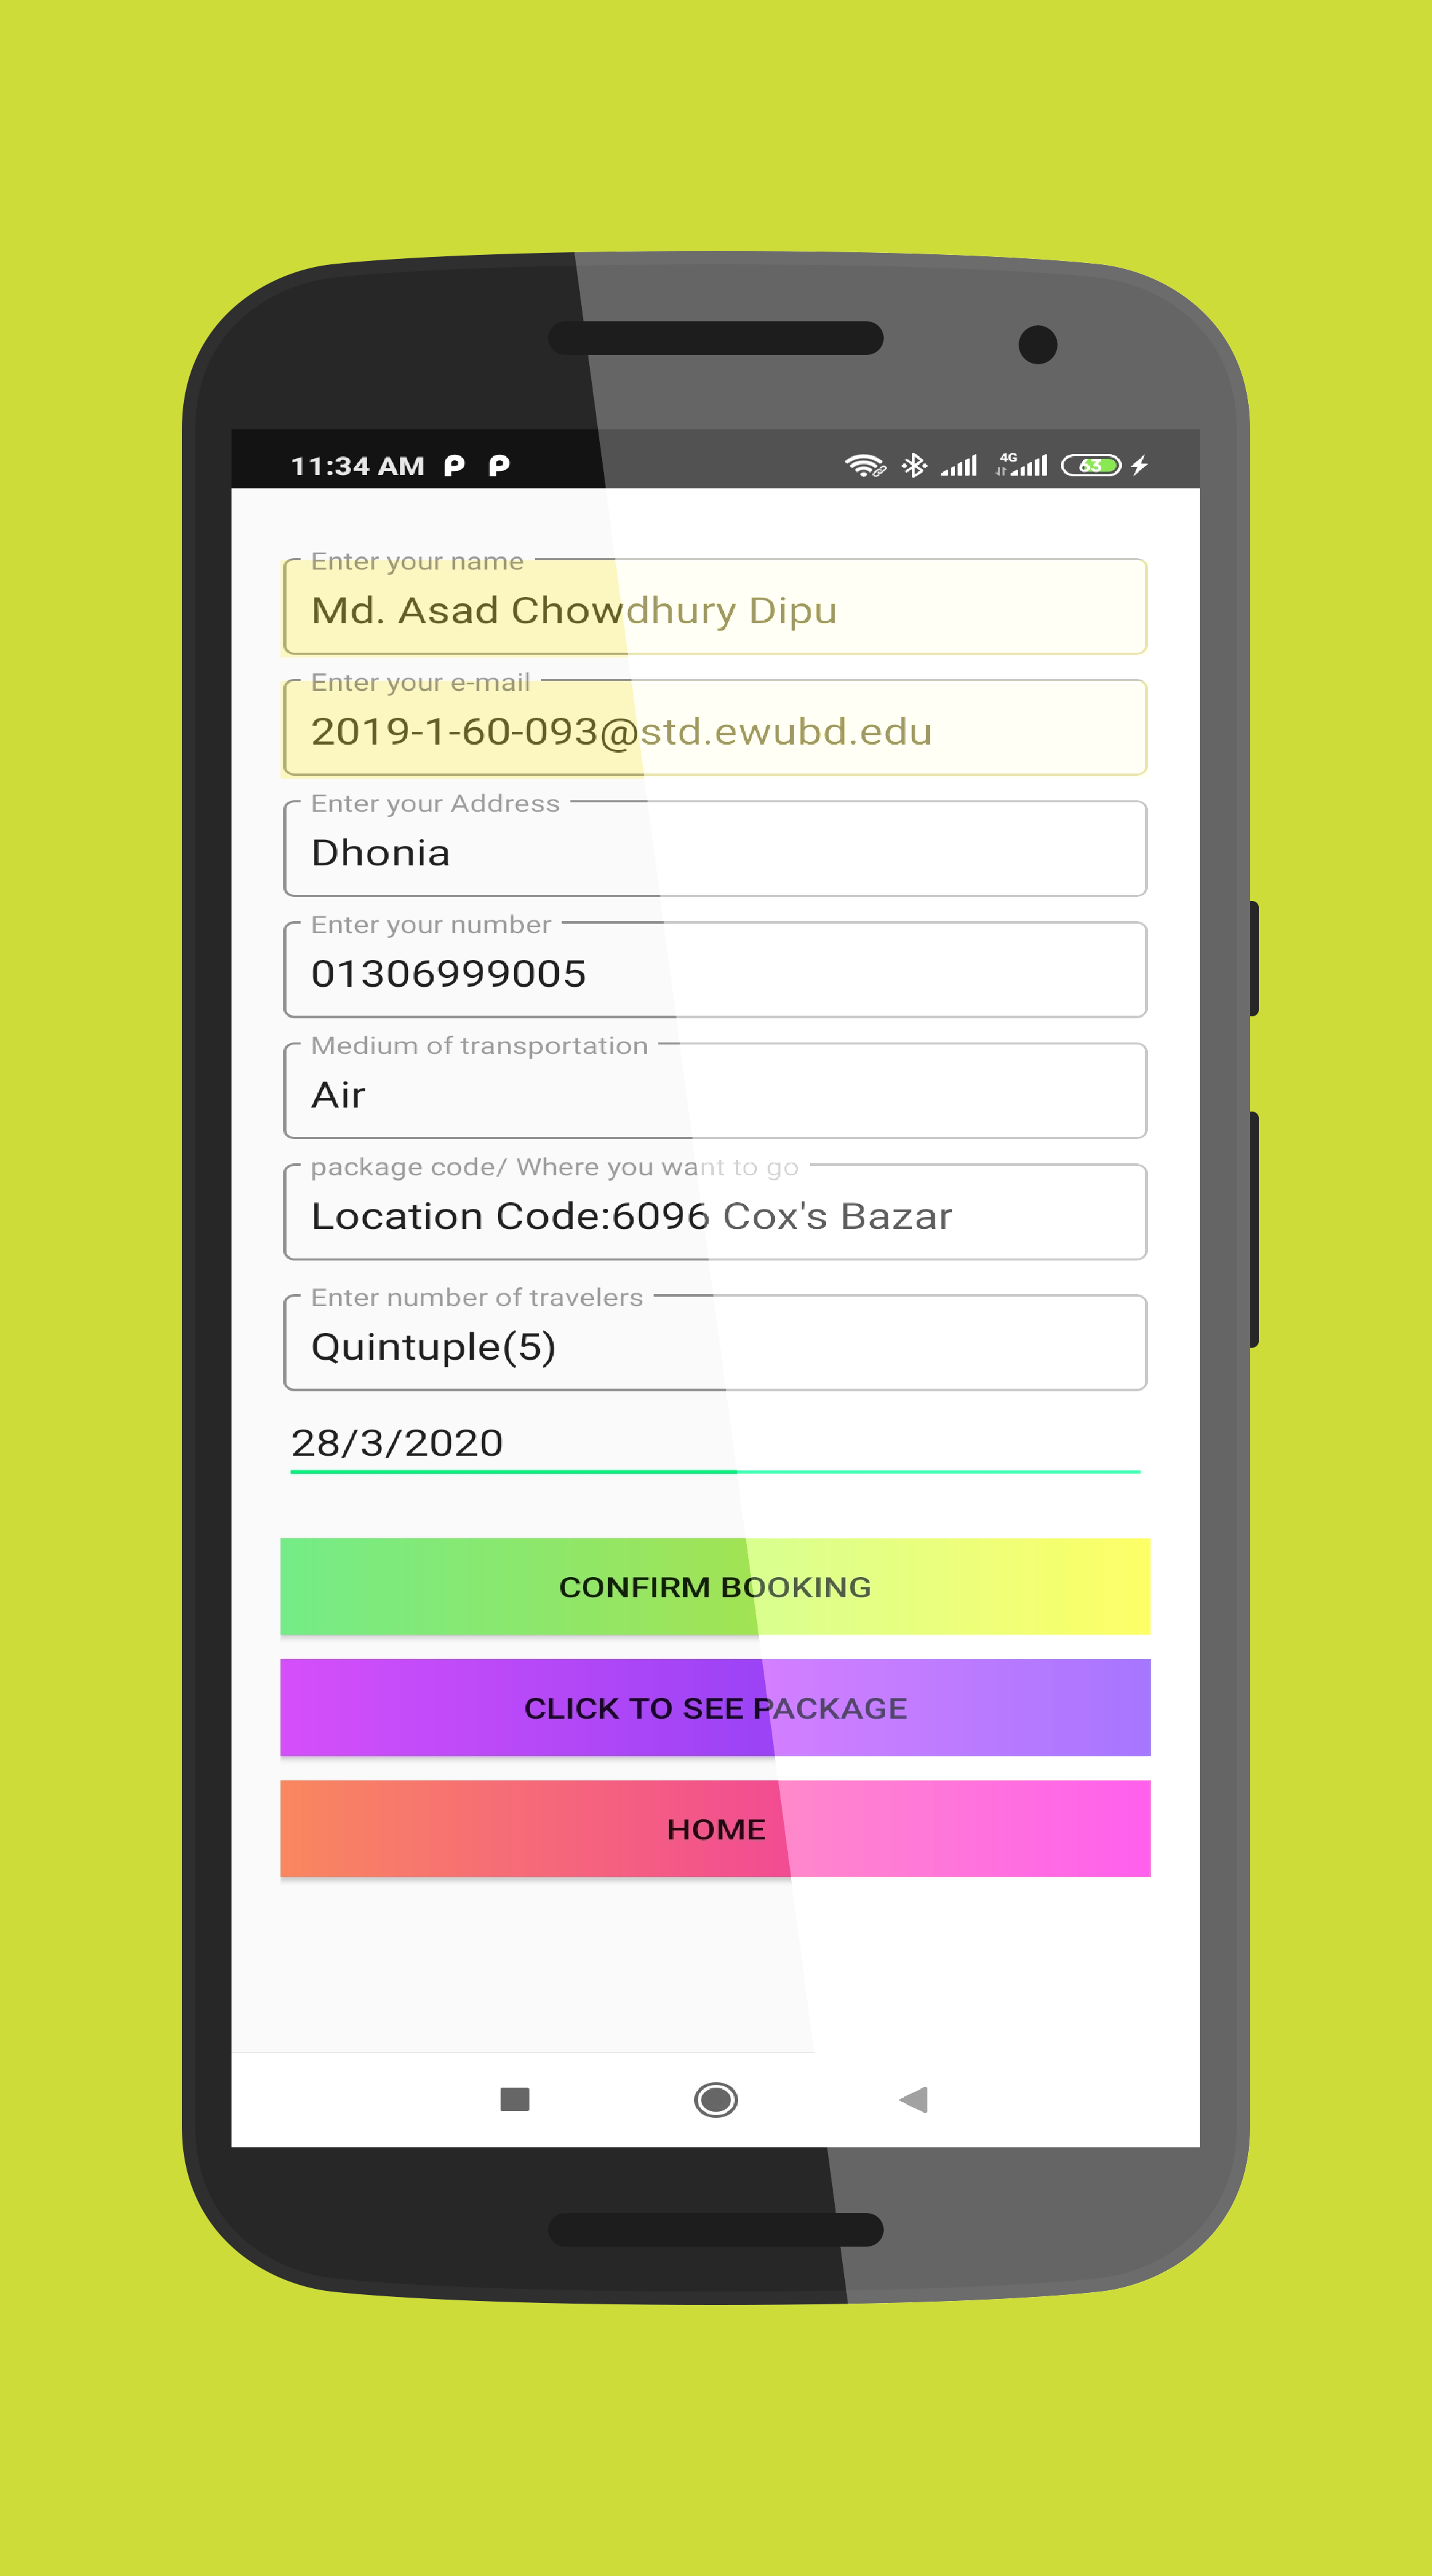 11:34 AM
4G
63
Enter your name
Md. Asad Chowdhury Dipu
Enter your e-mail
2019-1-60-093@std.ewubd.edu
Enter your Address
Dhonia
Enter your number
01306999005
Medium of transportation
Air
package code/ Where you want to go
Location Code:6096 Cox's Bazar
Enter number of travelers
Quintuple(5)
28/3/2020
CONFIRM BOOKING
CLICK TO SEE PACKAGE
HOME